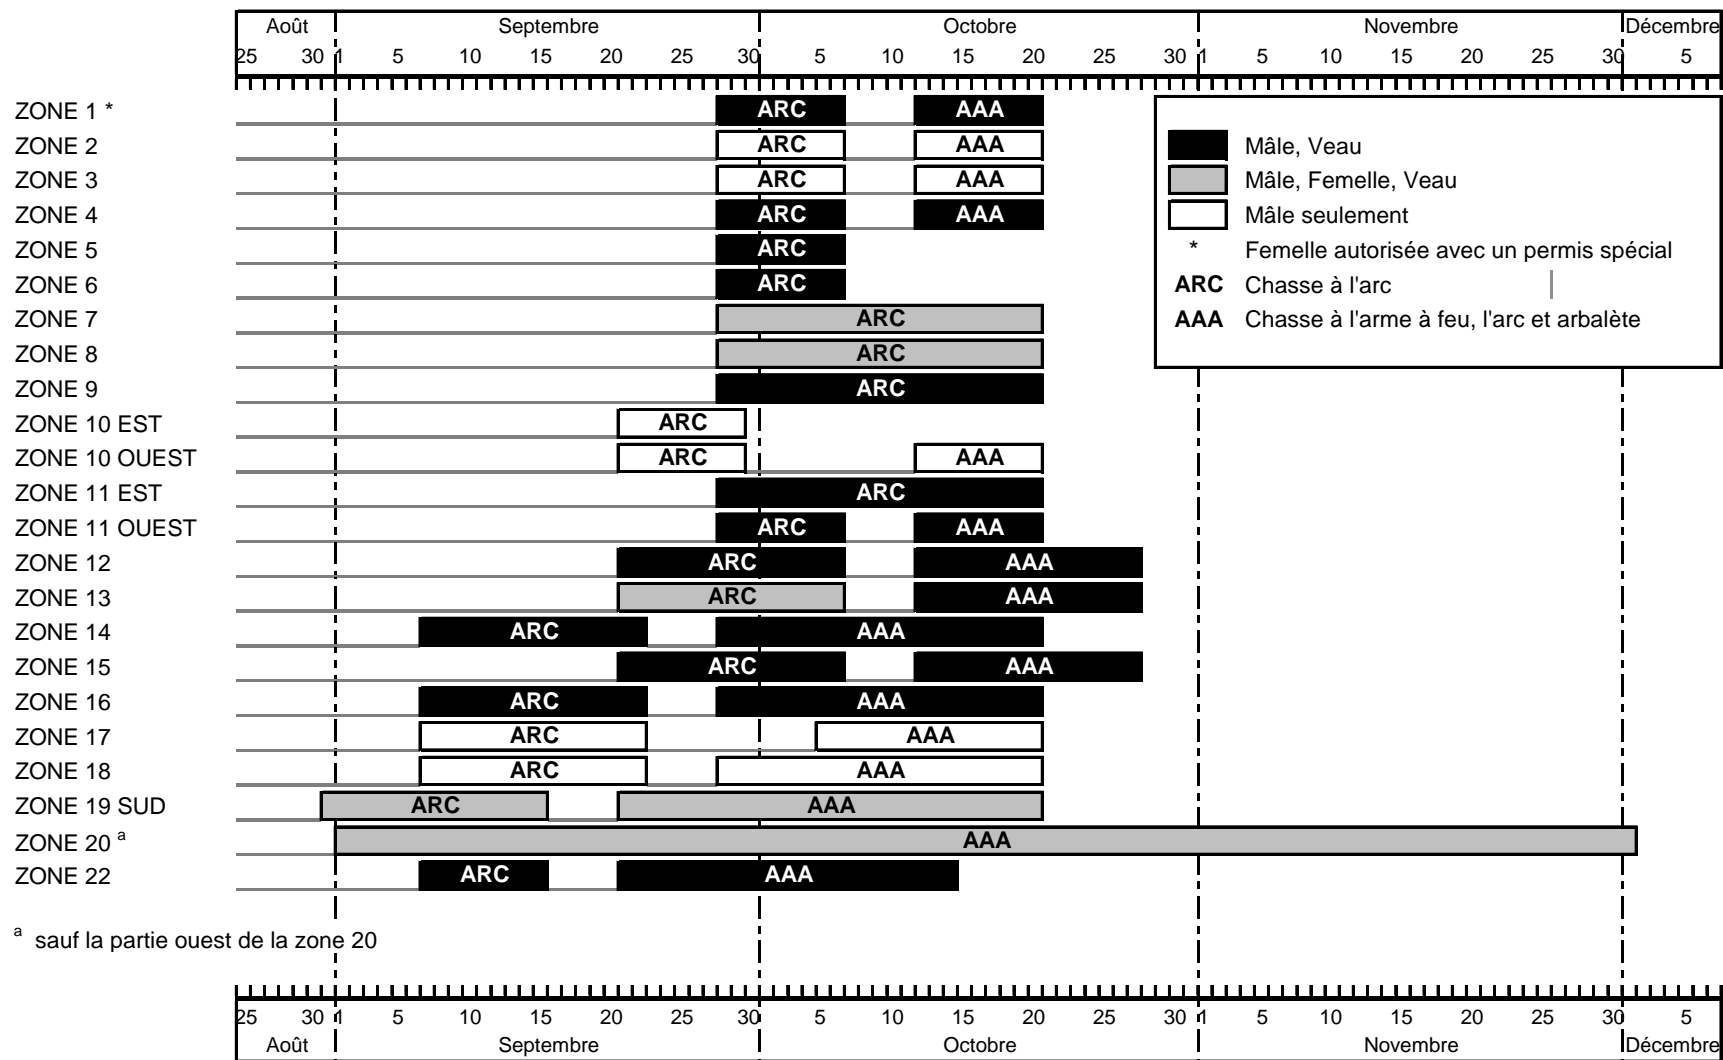 Août Septembre Octobre Novembre Décembre
25 30 1 5 10 15 20 25 30 5 10 15 20 25 30 1 5 10 15 20 25 30 5
ZONE 1 * ARC AAA
ZONE 2 ARC AAA
ZONE 3 ARC AAA
ZONE 4 ARC AAA
ZONE 5 ARC
ZONE 6 ARC
ZONE 7 ARC
ZONE 8 ARC
ZONE 9 ARC
ZONE 10 EST ARC
ZONE 10 OUEST ARC AAA
ZONE 11 EST ARC
ZONE 11 OUEST ARC AAA
ZONE 12 ARC AAA
ZONE 13 ARC AAA
ZONE 14 ARC AAA
ZONE 15 ARC AAA
ZONE 16 ARC AAA
ZONE 17 ARC AAA
ZONE 18 ARC AAA
ZONE 19 SUD ARC AAA
ZONE 20 a AAA
ZONE 22 ARC AAA
Mâle, Veau
Mâle, Femelle, Veau
Mâle seulement
* Femelle autorisée avec un permis spécial
ARC Chasse à l'arc
AAA Chasse à l'arme à feu, l'arc et arbalète
a sauf la partie ouest de la zone 20
25 30 1 5 10 15 20 25 30 5 10 15 20 25 30 1 5 10 15 20 25 30 5
Août Septembre Octobre Novembre Décembre